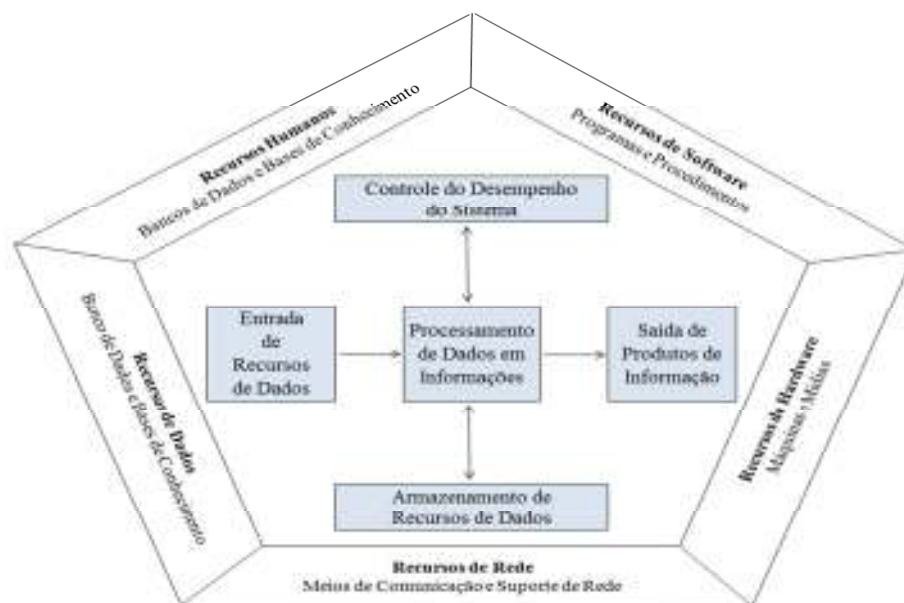 Recursos Humanos
Bancos de Dados e Bases de Conhecimento
Recursos de Software
Programas e Procedimentos
Controle do Desempenho
do Sistema
Entrada
de
Recursos
de Dados
Processamento
de Dados em
Informações
Saída de
Produtos de
Informação
Recurso de Dados
Banco de Dados e Bases de Conhecimento
Recursos de Hardware
Máquinas e Mídias
Armazenamento de
Recursos de Dados
Recursos de Rede
Meios de Comunicação e Suporte de Rede